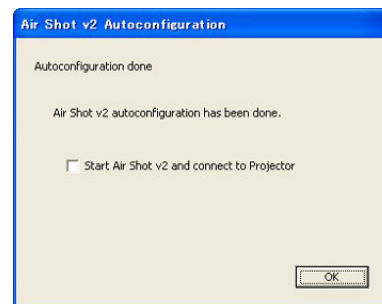 Air Shot v2 Autoconfiguration
Autoconfiguration done
Air Shot v2 autoconfiguration has been done.
Start Air Shot v2 and connect to Projector
OK